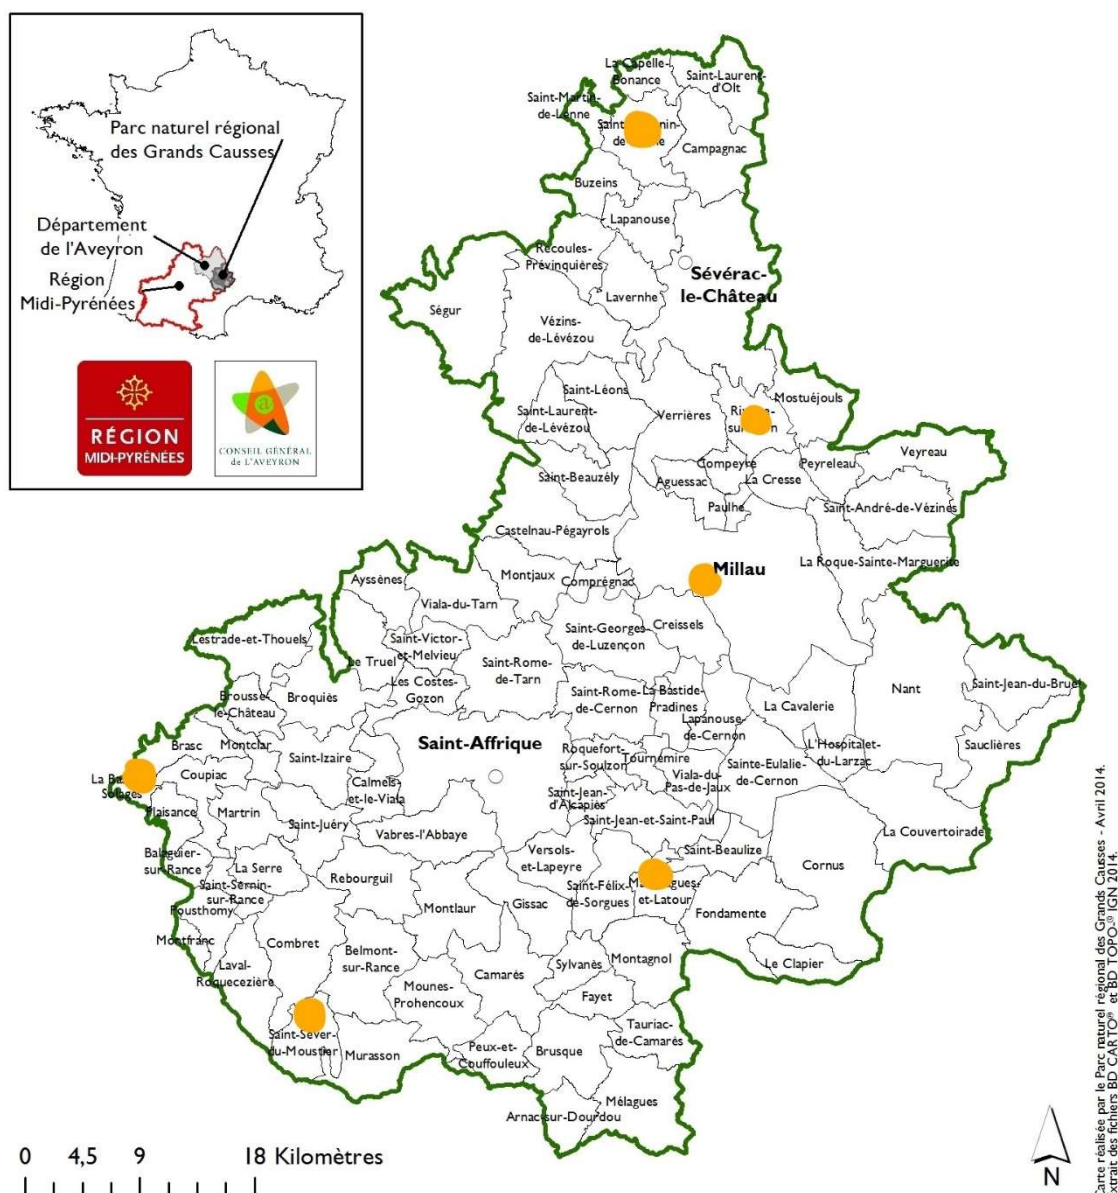 Parc naturel régional
des Grands Causses
Département
de l'Aveyron
Région
Midi-Pyrénées
RÉGION
MIDI-PYRÉNÉES
a
CONSEIL GÉNÉRAL
de L'AVEYRON
La Capelle-
Bonance
Saint-Laurent-
d'Olt
Saint-Martin-
de-Lenne
Campagnac
Buzeins
Lapanouse
Recoules-
Prévinquières
Sévérac-
le-Château
Lavernhe
Ségur
Vézins-
de-Lévézou
Saint-Léons
Mostuéjouls
Saint-Laurent-
de-Lévézou
Verrières
Veyreau
Compeyre
Peyreleau
Saint-Beauzély
Aguessac
La Cresse
Paulhe
Saint-André-de-Vézines
Castelnau-Pégayrols
La Roque-Sainte-Marguerite
Millau
Montjaux
Comprégnac
Ayssènes
Viala-du-Tarn
Saint-Georges-
de-Luzençon
Creissels
Lestrade-et-Thouels
Saint-Victor-
et-Melvieu
Le Truel
Saint-Rome-
de-Tarn
Les Costes-
Gozon
Brousse-
le-Château
Broquiès
Saint-Rome-
de-Cernon
La Bastide-
Pradines
La Cavalerie
Nant
Saint-Jean-du-Bruel
Lapanouse-
de-Cernon
Saint-Affrique
Brasc
Montclar
Saint-Izaire
Roquefort-
sur-Soulzon
Tournemire
L'Hospitalet-
du-Larzac
Sauclières
Sainte-Eulalie-
de-Cernon
Coupiac
Calmels-
et-le-Viala
Viala-du-
Pas-de-Jaux
Solages
Plaisance
Martrin
Saint-Juéry
Saint-Jean-
d'Alcapiès
Saint-Jean-et-Saint-Paul
Vabres-l'Abbaye
La Couvertoirade
Balaguier-
sur-Rance
La Serre
Versols-
et-Lapeyre
Saint-Beaulize
Cornus
Rebourguil
Saint-Sernin-
sur-Rance
Saint-Félix-
de-Sorgues
et-Latour
Pousthomy
Montlaur
Gissac
Fondamente
Montfranc
Combret
Belmont-
sur-Rance
Laval-
Roquecezière
Camarès
Sylvanès
Montagnol
Le Clapier
Mounes-
Prohencoux
Fayet
Saint-Sever-
du-Moustier
Murasson
Peux-et-
Couffouleux
Brusque
Tauriac-
de-Camarès
Mélagues
Arnac-sur-Dourdou
0 4,5 9 18 Kilomètres
N
Carte réalisée par le Parc naturel régional des Grands Causses - Avril 2014.
Extrait des fichiers BD CARTO® et BD TOPO® IGN 2014.